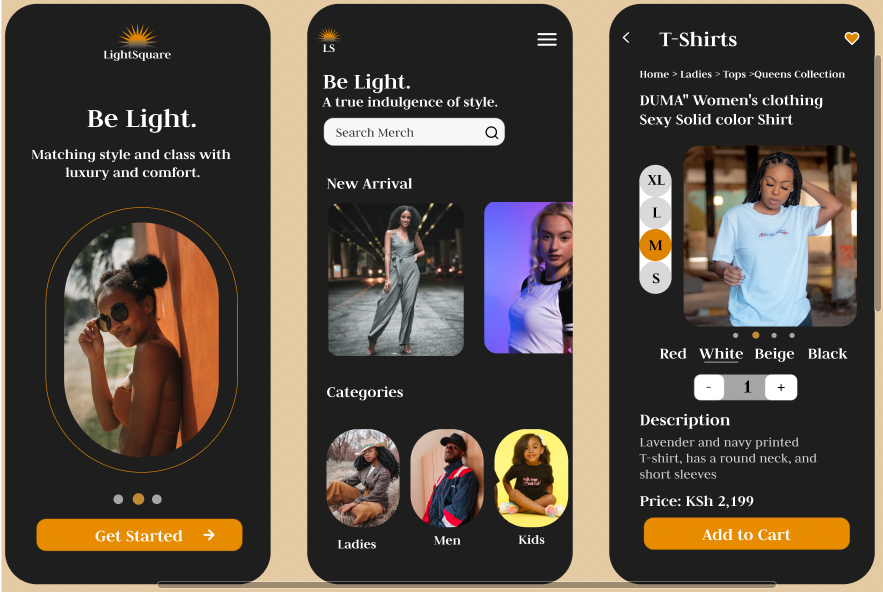 LightSquare
Be Light.
Matching style and class with
luxury and comfort.
Get Started
LS
Be Light.
A true indulgence of style.
Search Merch
New Arrival
Categories
Ladies
Men
Kids
T-Shirts
Home > Ladies > Tops >Queens Collection
DUMA" Women's clothing
Sexy Solid color Shirt
XL
L
M
S
Red White Beige Black
- 1 +
Description
Lavender and navy printed
T-shirt, has a round neck, and
short sleeves
Price: KSh 2,199
Add to Cart